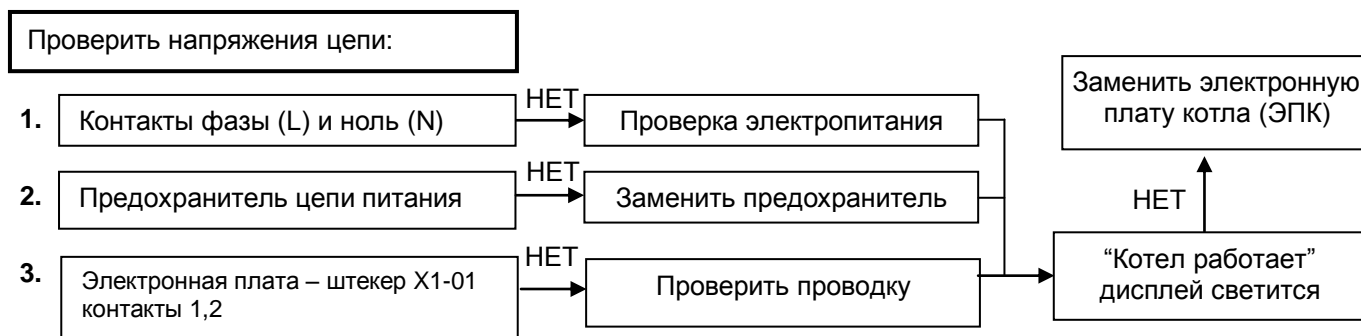 Проверить напряжения цепи:
1.
Контакты фазы (L) и ноль (N)
НЕТ
Проверка электропитания
2.
Предохранитель цепи питания
НЕТ
Заменить предохранитель
3.
Электронная плата – штекер X1-01
контакты 1,2
НЕТ
Проверить проводку
“Котел работает”
дисплей светится
НЕТ
Заменить электронную
плату котла (ЭПК)